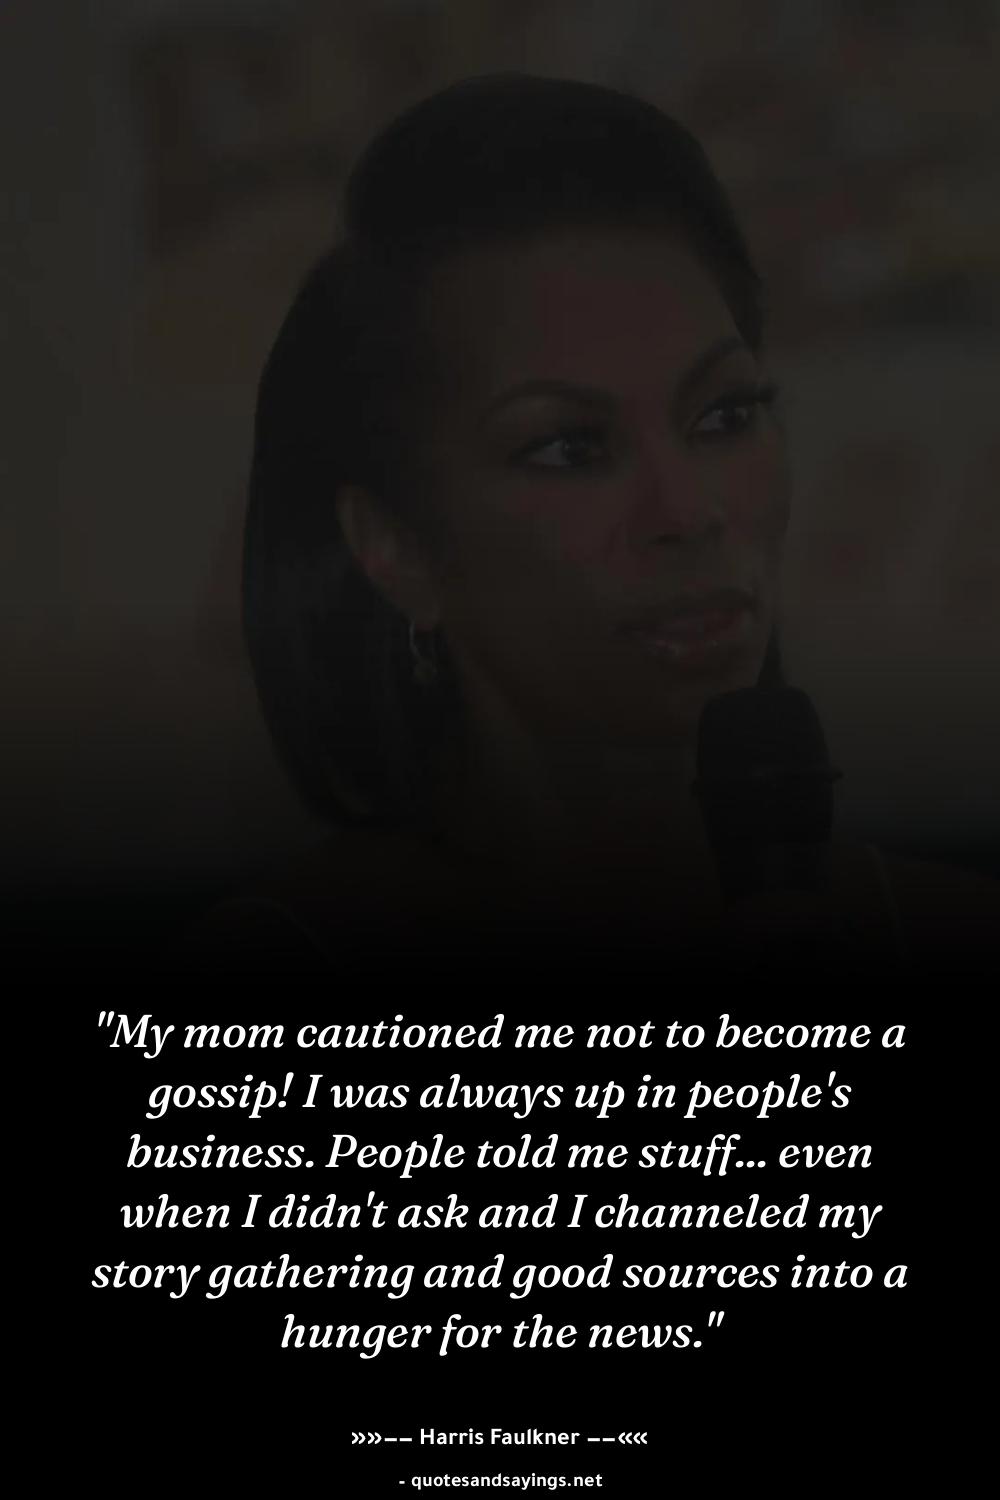 "My mom cautioned me not to become a
gossip! I was always up in people's
business. People told me stuff... even
when I didn't ask and I channeled my
story gathering and good sources into a
hunger for the news."
»»−− Harris Faulkner −−««
- quotesandsayings.net